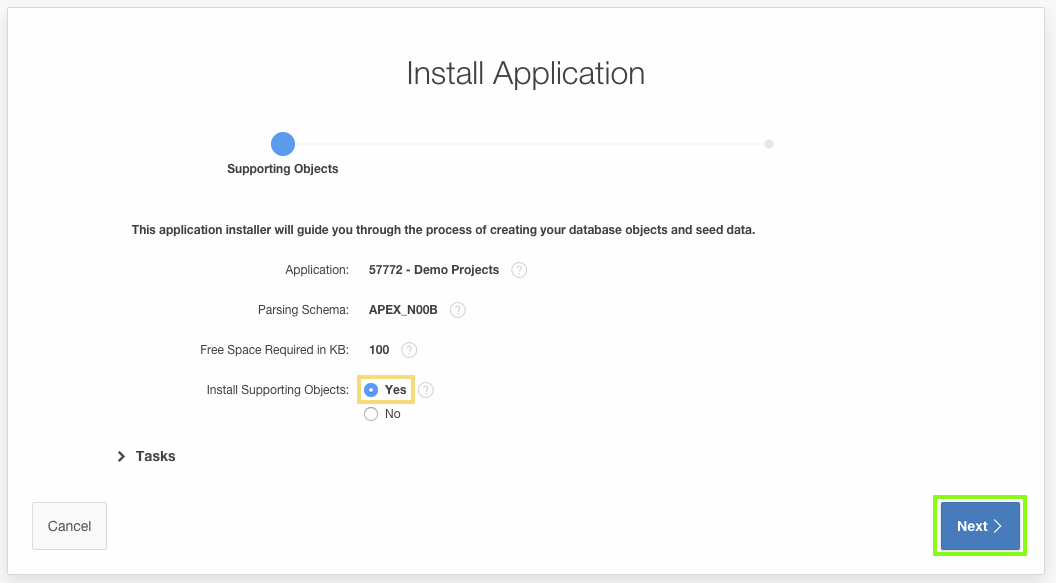 Install Application
Supporting Objects
This application installer will guide you through the process of creating your database objects and seed data.
Application: 57772 - Demo Projects ?
Parsing Schema: APEX_N00B ?
Free Space Required in KB: 100 ?
Install Supporting Objects: Yes ?
No
Tasks
Cancel Next